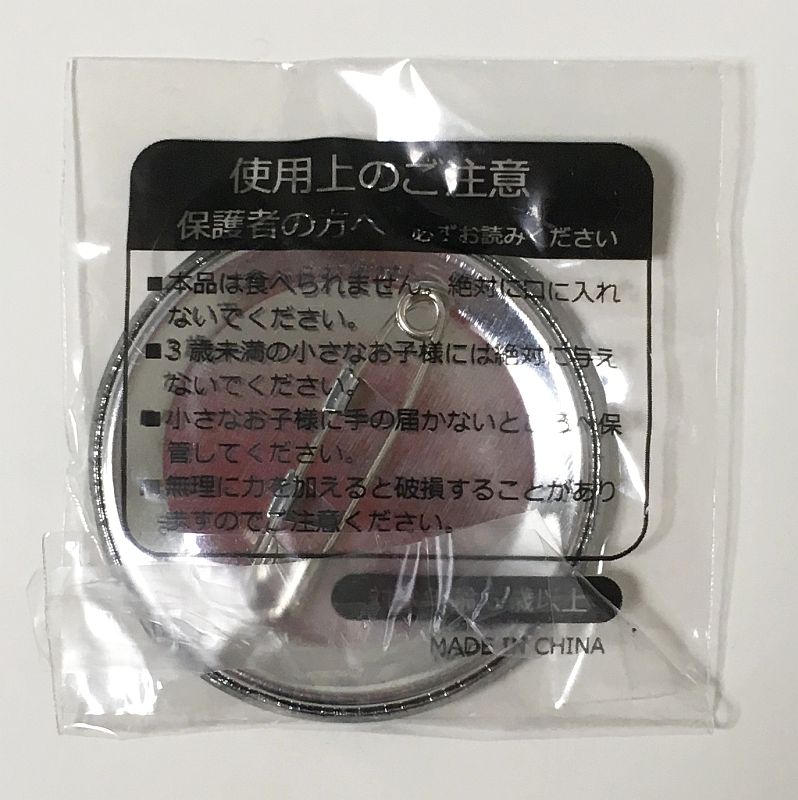 使用上のご注意
保護者の方へ 必ずお読みください
■本品は食べられません。絶対に口に入れ
ないでください。
■3歳未満の小さなお子様には絶対に与え
ないでください。
■小さなお子様に手の届かないところへ保
管してください。
■無理に力を加えると破損することがあり
ますのでご注意ください。
歳以上
MADE IN CHINA